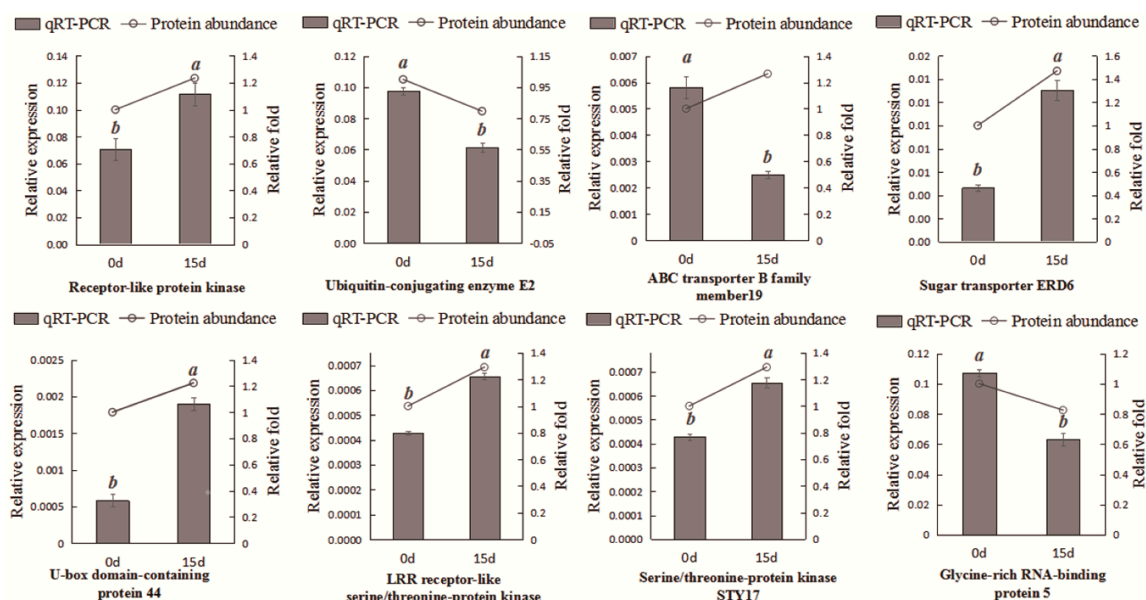 qRT-PCR Protein abundance
Relative expression
0.14
0.12
0.10
0.08
0.06
0.04
0.02
0.00
a
b
1.4
1.2
1
0.8
0.6
0.4
0.2
0
Relative fold
0d 15d
Receptor-like protein kinase
qRT-PCR Protein abundance
Relative expression
0.12
0.10
0.08
0.06
0.04
0.02
0.00
a
b
1.15
0.95
0.75
0.55
0.35
0.15
-0.05
Relative fold
0d 15d
Ubiquitin-conjugating enzyme E2
qRT-PCR Protein abundance
Relativ expression
0.007
0.006
0.005
0.004
0.003
0.002
0.001
0
a
b
1.4
1.2
1
0.8
0.6
0.4
0.2
0
Relative fold
0d 15d
ABC transporter B family
member19
qRT-PCR Protein abundance
Relative expression
0.02
0.01
0.01
0.01
0.01
0.01
0.00
0.00
0.00
a
b
1.6
1.4
1.2
1
0.8
0.6
0.4
0.2
0
Relative fold
0d 15d
Sugar transporter ERD6
qRT-PCR Protein abundance
Relative expression
0.0025
0.002
0.0015
0.001
0.0005
0
a
b
1.4
1.2
1
0.8
0.6
0.4
0.2
0
Relative fold
0d 15d
U-box domain-containing
protein 44
qRT-PCR Protein abundance
Relative expression
0.0007
0.0006
0.0005
0.0004
0.0003
0.0002
0.0001
0.0000
a
b
1.4
1.2
1
0.8
0.6
0.4
0.2
0
Relative fold
0d 15d
LRR receptor-like
serine/threonine-protein kinase
qRT-PCR Protein abundance
Relative expression
0.0007
0.0006
0.0005
0.0004
0.0003
0.0002
0.0001
0.0000
a
b
1.4
1.2
1
0.8
0.6
0.4
0.2
0
Relative fold
0d 15d
Serine/threonine-protein kinase
STY17
qRT-PCR Protein abundance
Relative expression
0.12
0.1
0.08
0.06
0.04
0.02
0
a
b
1.2
1
0.8
0.6
0.4
0.2
0
Relative fold
0d 15d
Glycine-rich RNA-binding
protein 5